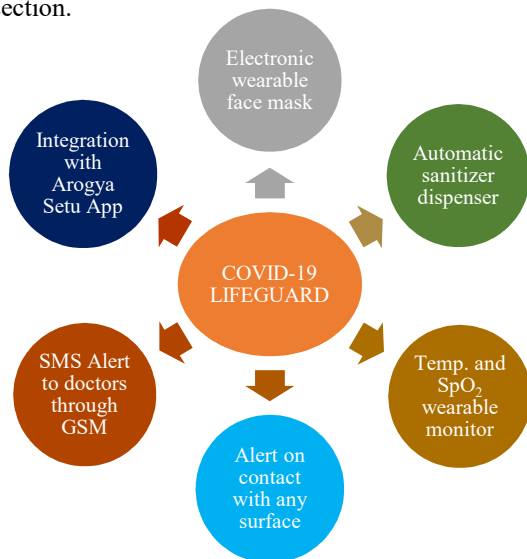 section.
Electronic
wearable
face mask
Automatic
sanitizer
dispenser
Temp. and
SpO₂
wearable
monitor
Alert on
contact
with any
surface
SMS Alert
to doctors
through
GSM
Integration
with
Arogya
Setu App
COVID-19
LIFEGUARD